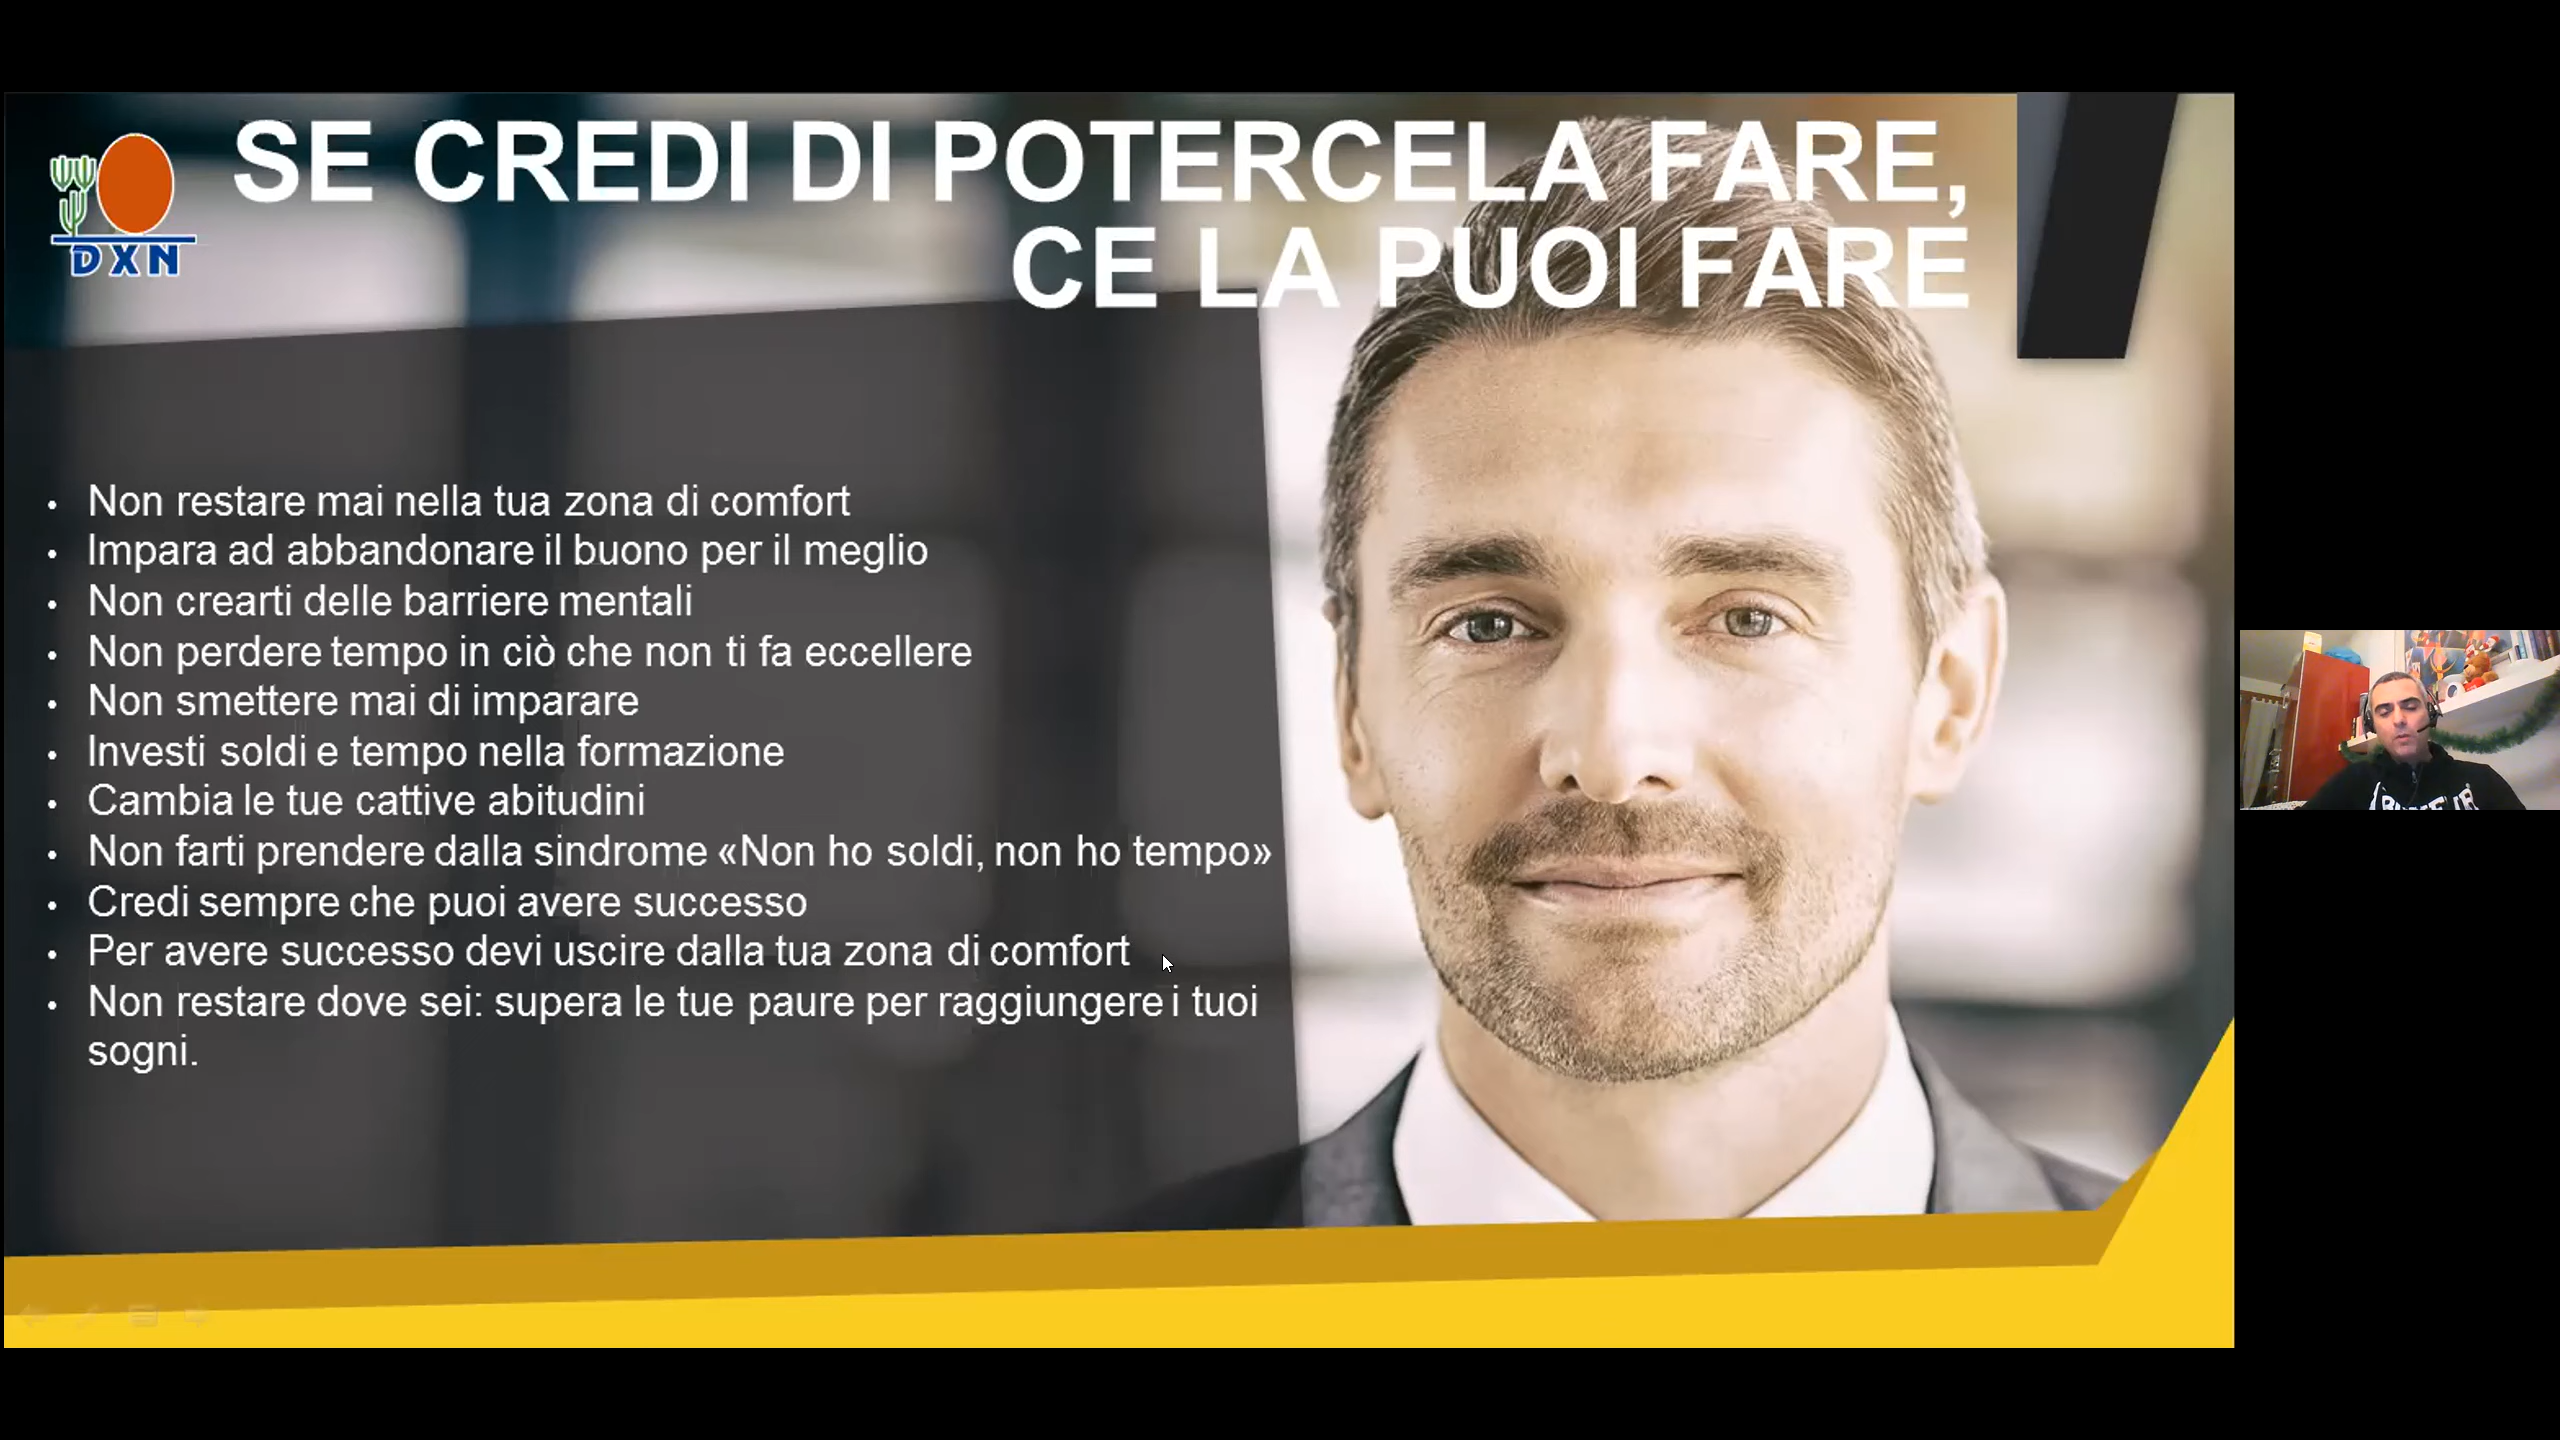 SE CREDI DI POTERCELA FARE,
CE LA PUOI FARE
DXN
• Non restare mai nella tua zona di comfort
• Impara ad abbandonare il buono per il meglio
• Non crearti delle barriere mentali
• Non perdere tempo in ciò che non ti fa eccellere
• Non smettere mai di imparare
• Investi soldi e tempo nella formazione
• Cambia le tue cattive abitudini
• Non farti prendere dalla sindrome «Non ho soldi, non ho tempo»
• Credi sempre che puoi avere successo
• Per avere successo devi uscire dalla tua zona di comfort
• Non restare dove sei: supera le tue paure per raggiungere i tuoi
sogni.